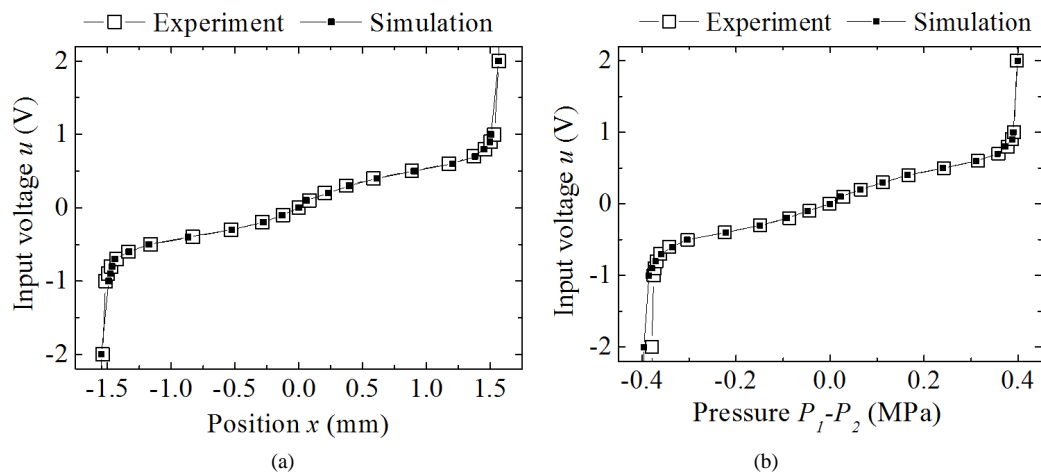 Experiment Simulation
Input voltage u (V)
2
1
0
-1
-2
-1.5 -1.0 -0.5 0.0 0.5 1.0 1.5
Position x (mm)
(a)
Experiment Simulation
Input voltage u (V)
2
1
0
-1
-2
-0.4 -0.2 0.0 0.2 0.4
Pressure P1-P2 (MPa)
(b)